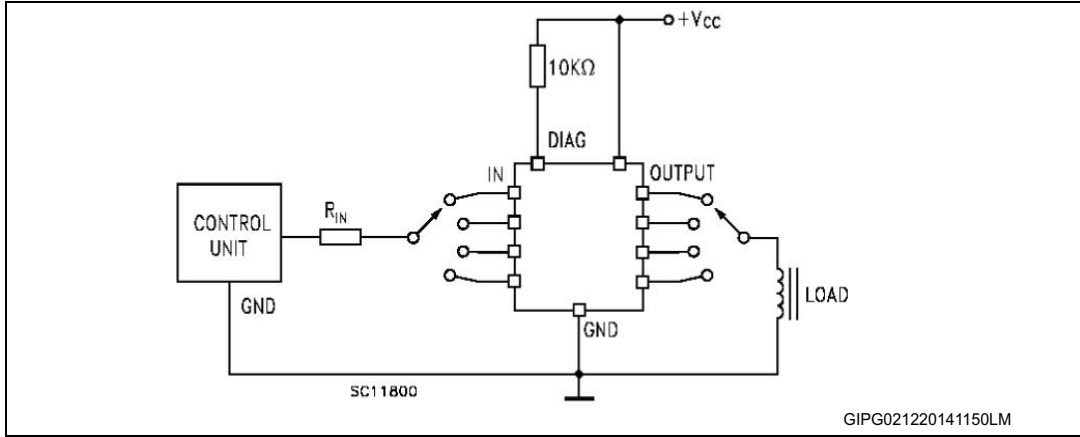 +Vcc
10KΩ
DIAG
IN
OUTPUT
CONTROL
UNIT
RIN
GND
LOAD
GND
SC11800
GIPG021220141150LM